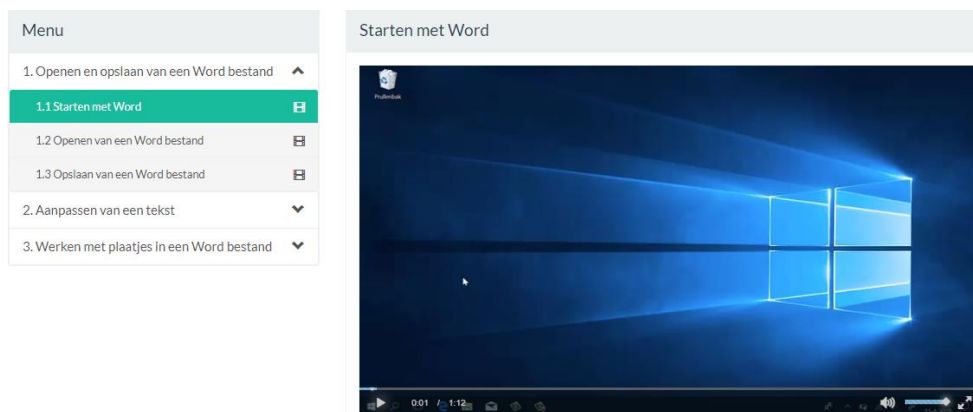 Menu
1. Openen en opslaan van een Word bestand
1.1 Starten met Word
1.2 Openen van een Word bestand
1.3 Opslaan van een Word bestand
2. Aanpassen van een tekst
3. Werken met plaatjes in een Word bestand
Starten met Word
Prullenbak
0:01 / 1:12